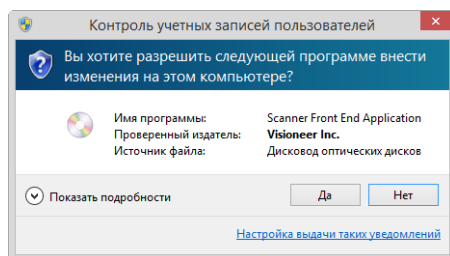 Контроль учетных записей пользователей
Вы хотите разрешить следующей программе внести
изменения на этом компьютере?
Имя программы: Scanner Front End Application
Проверенный издатель: Visioneer Inc.
Источник файла: Дисковод оптических дисков
Показать подробности Да Нет
Настройка выдачи таких уведомлений